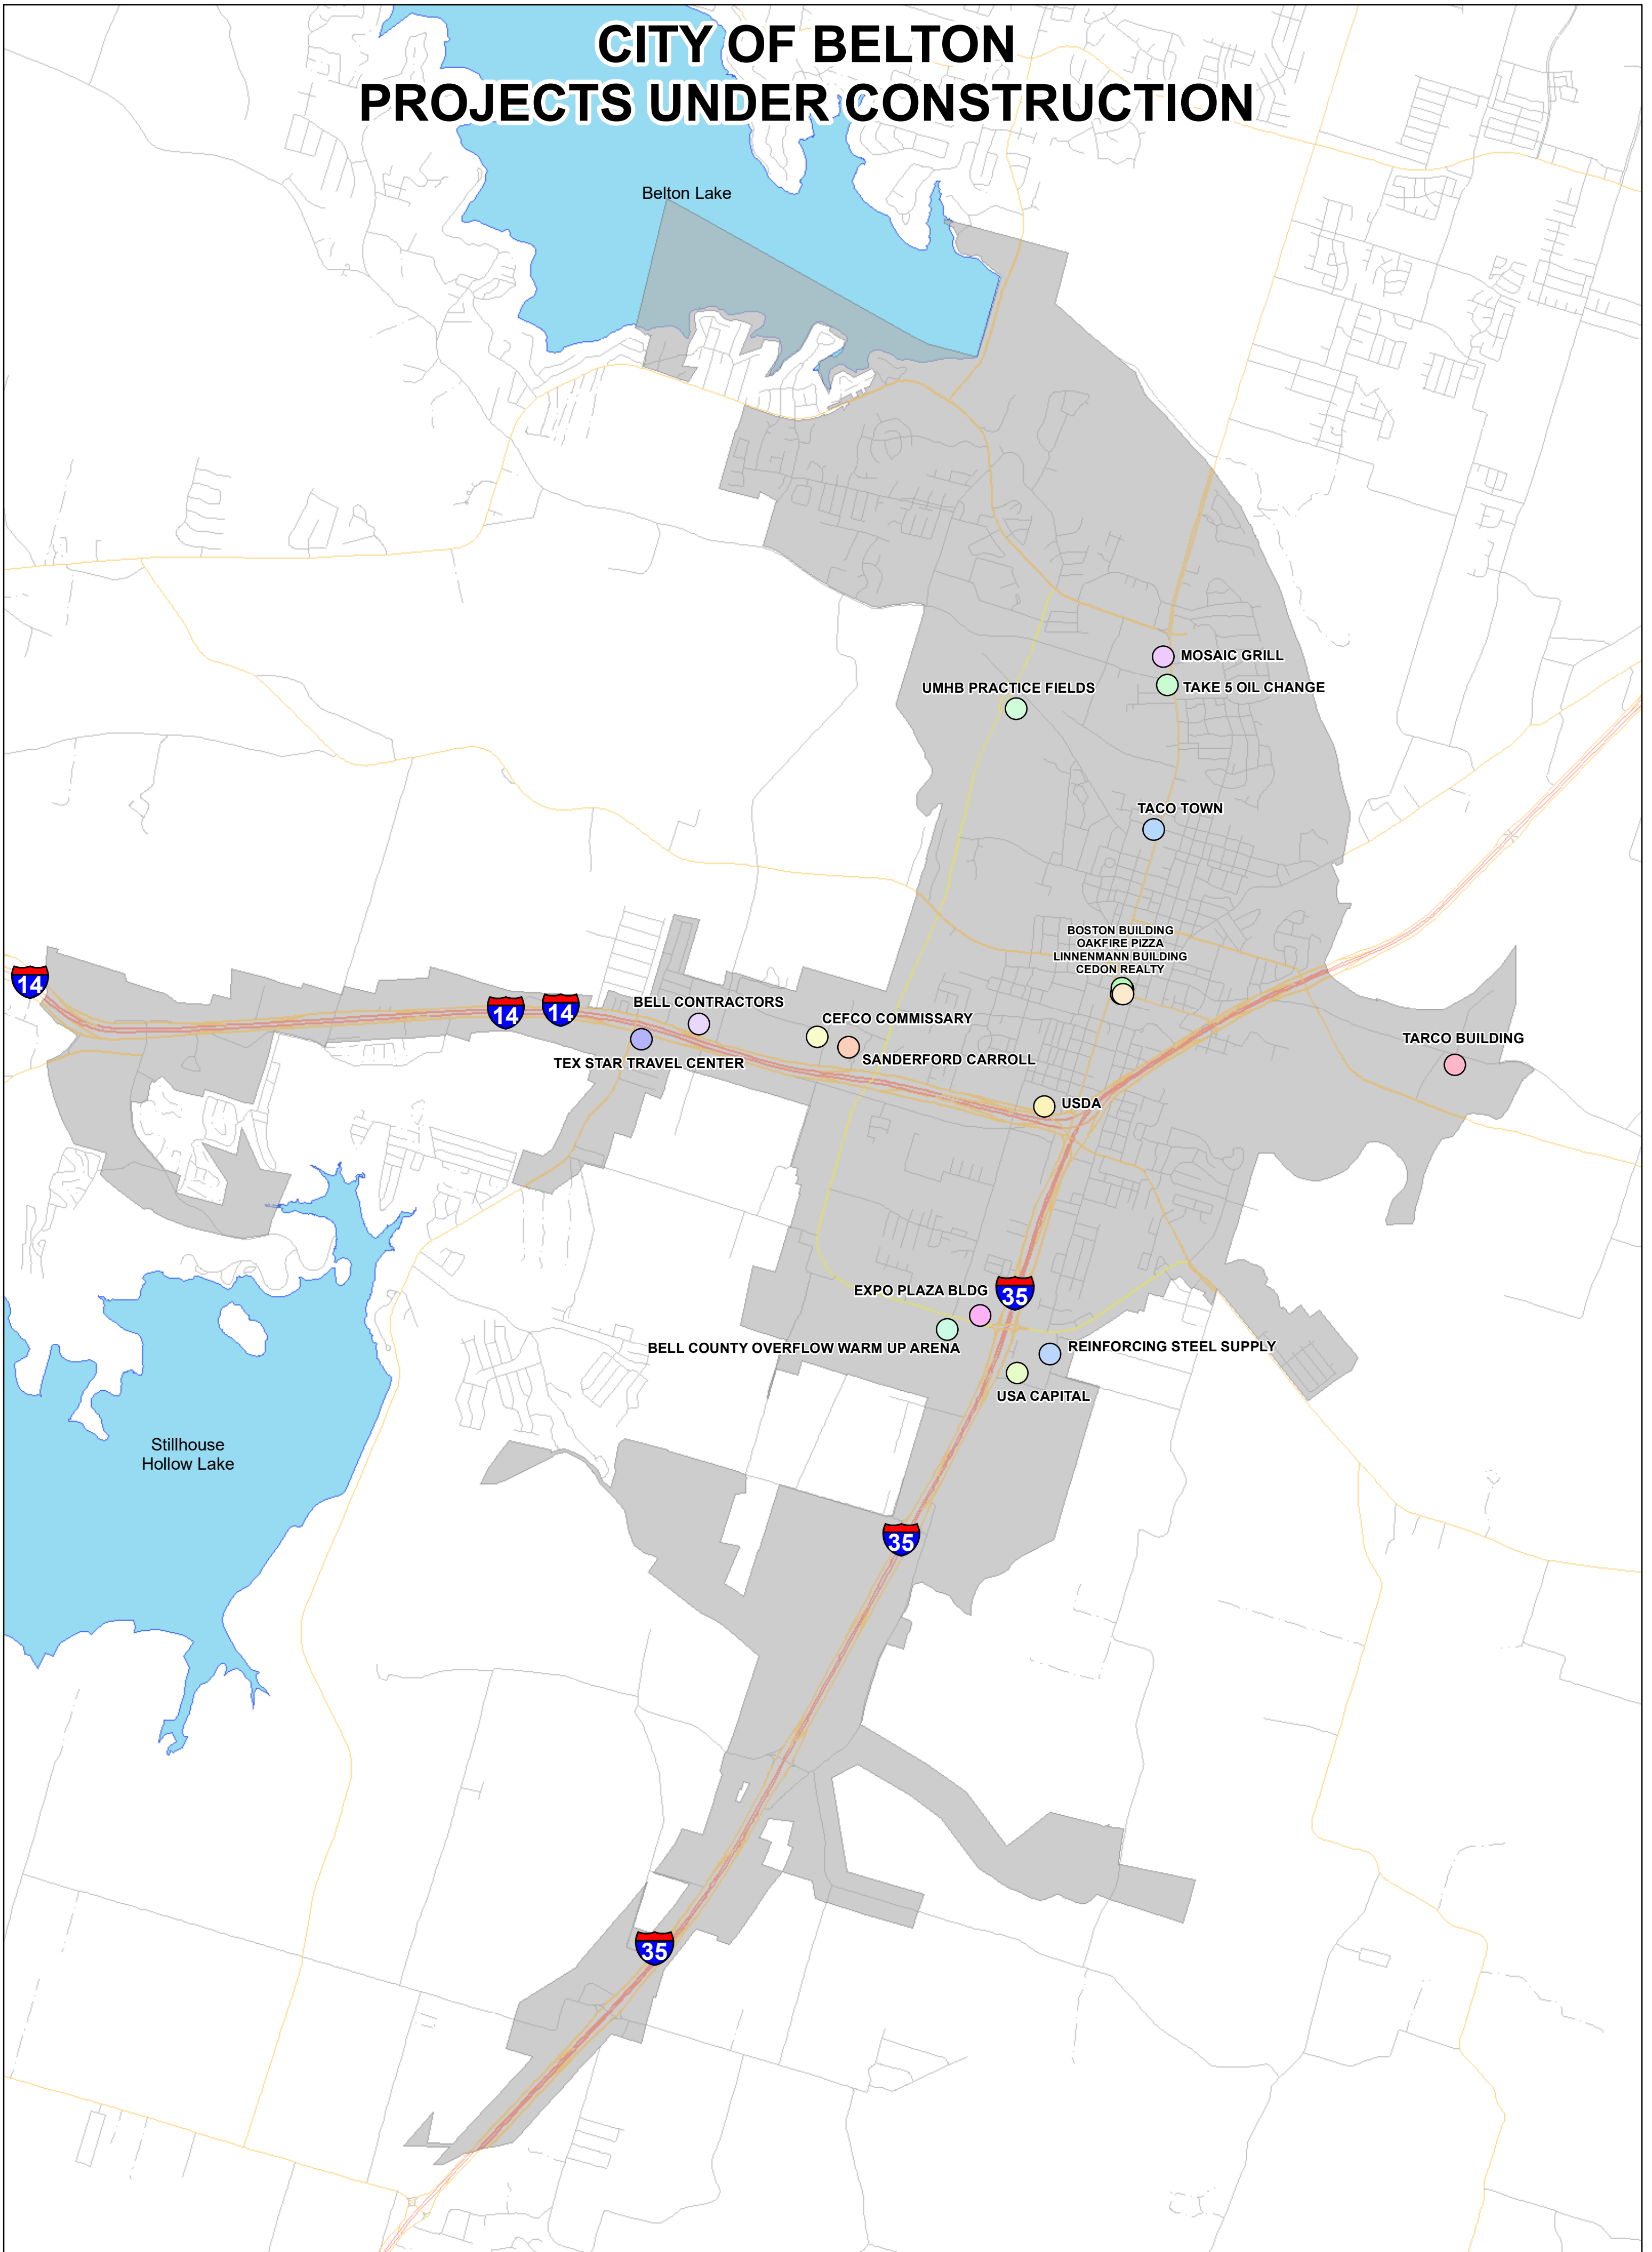 CITY OF BELTON
PROJECTS UNDER CONSTRUCTION
Belton Lake
MOSAIC GRILL
UMHB PRACTICE FIELDS
TAKE 5 OIL CHANGE
TACO TOWN
BOSTON BUILDING
OAKFIRE PIZZA
LINNENMANN BUILDING
CEDON REALTY
14
14
14
BELL CONTRACTORS
CEFCO COMMISSARY
TARCO BUILDING
SANDERFORD CARROLL
TEX STAR TRAVEL CENTER
USDA
EXPO PLAZA BLDG
35
BELL COUNTY OVERFLOW WARM UP ARENA
REINFORCING STEEL SUPPLY
USA CAPITAL
Stillhouse
Hollow Lake
35
35